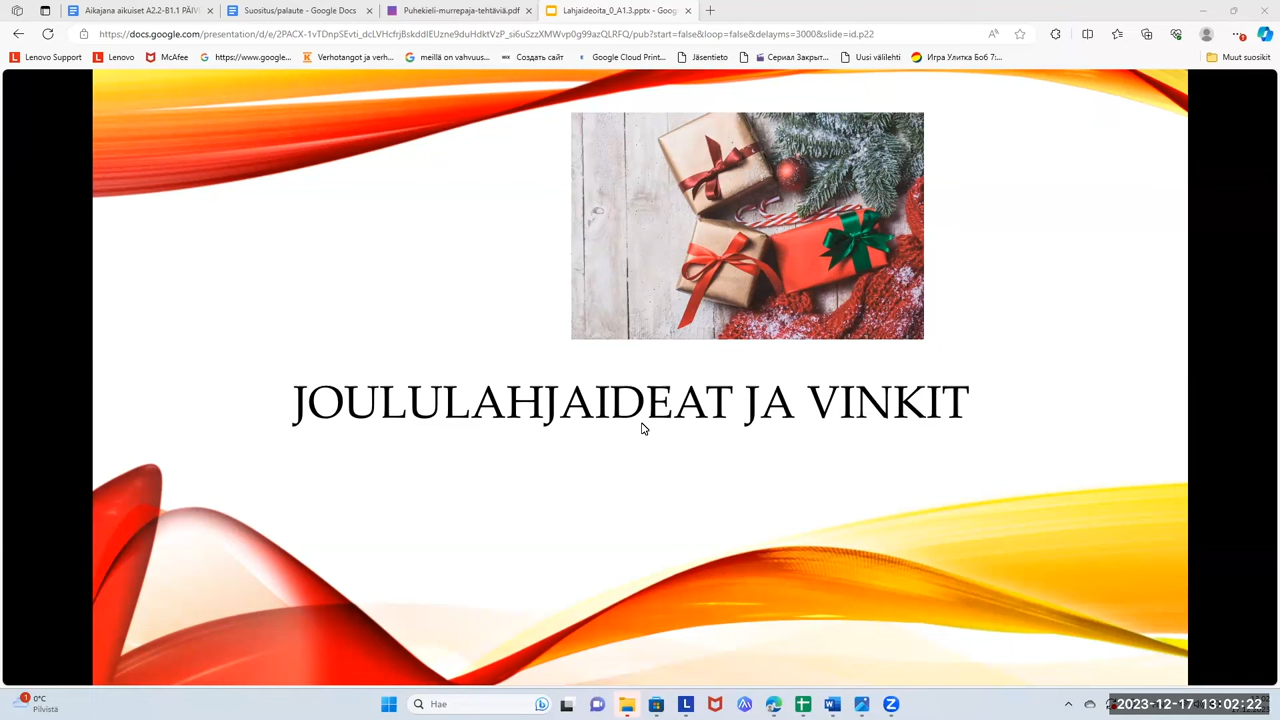 Aikajana aikuiset A2.2-B1.1 PÄIVI
Suositus/palaute - Google Docs
Puhekieli-murrepaja-tehtäviä.pdf
Lahjaideoita_0_A1.3.pptx - Goog
https://docs.google.com/presentation/d/e/2PACX-1vTDnpSEvti_dcLVHcfrjBskddIEUzne9duHdktVzP_si6uSzzXMWvp0g99azQLRFQ/pub?start=false&loop=false&delayms=3000&slide=id.p22
Lenovo Support
Lenovo
McAfee
https://www.google...
Verhotangot ja verh...
meillä on vahvuus...
Создать сайт
Google Cloud Print...
Jäsentieto
Сериал Закрыт...
Uusi välilehti
Игра Улитка Боб 7:...
Muut suosikit
JOULULAHJAIDEAT JA VINKIT
0°C
Pilvistä
Hae
2023-12-17 13:02:22